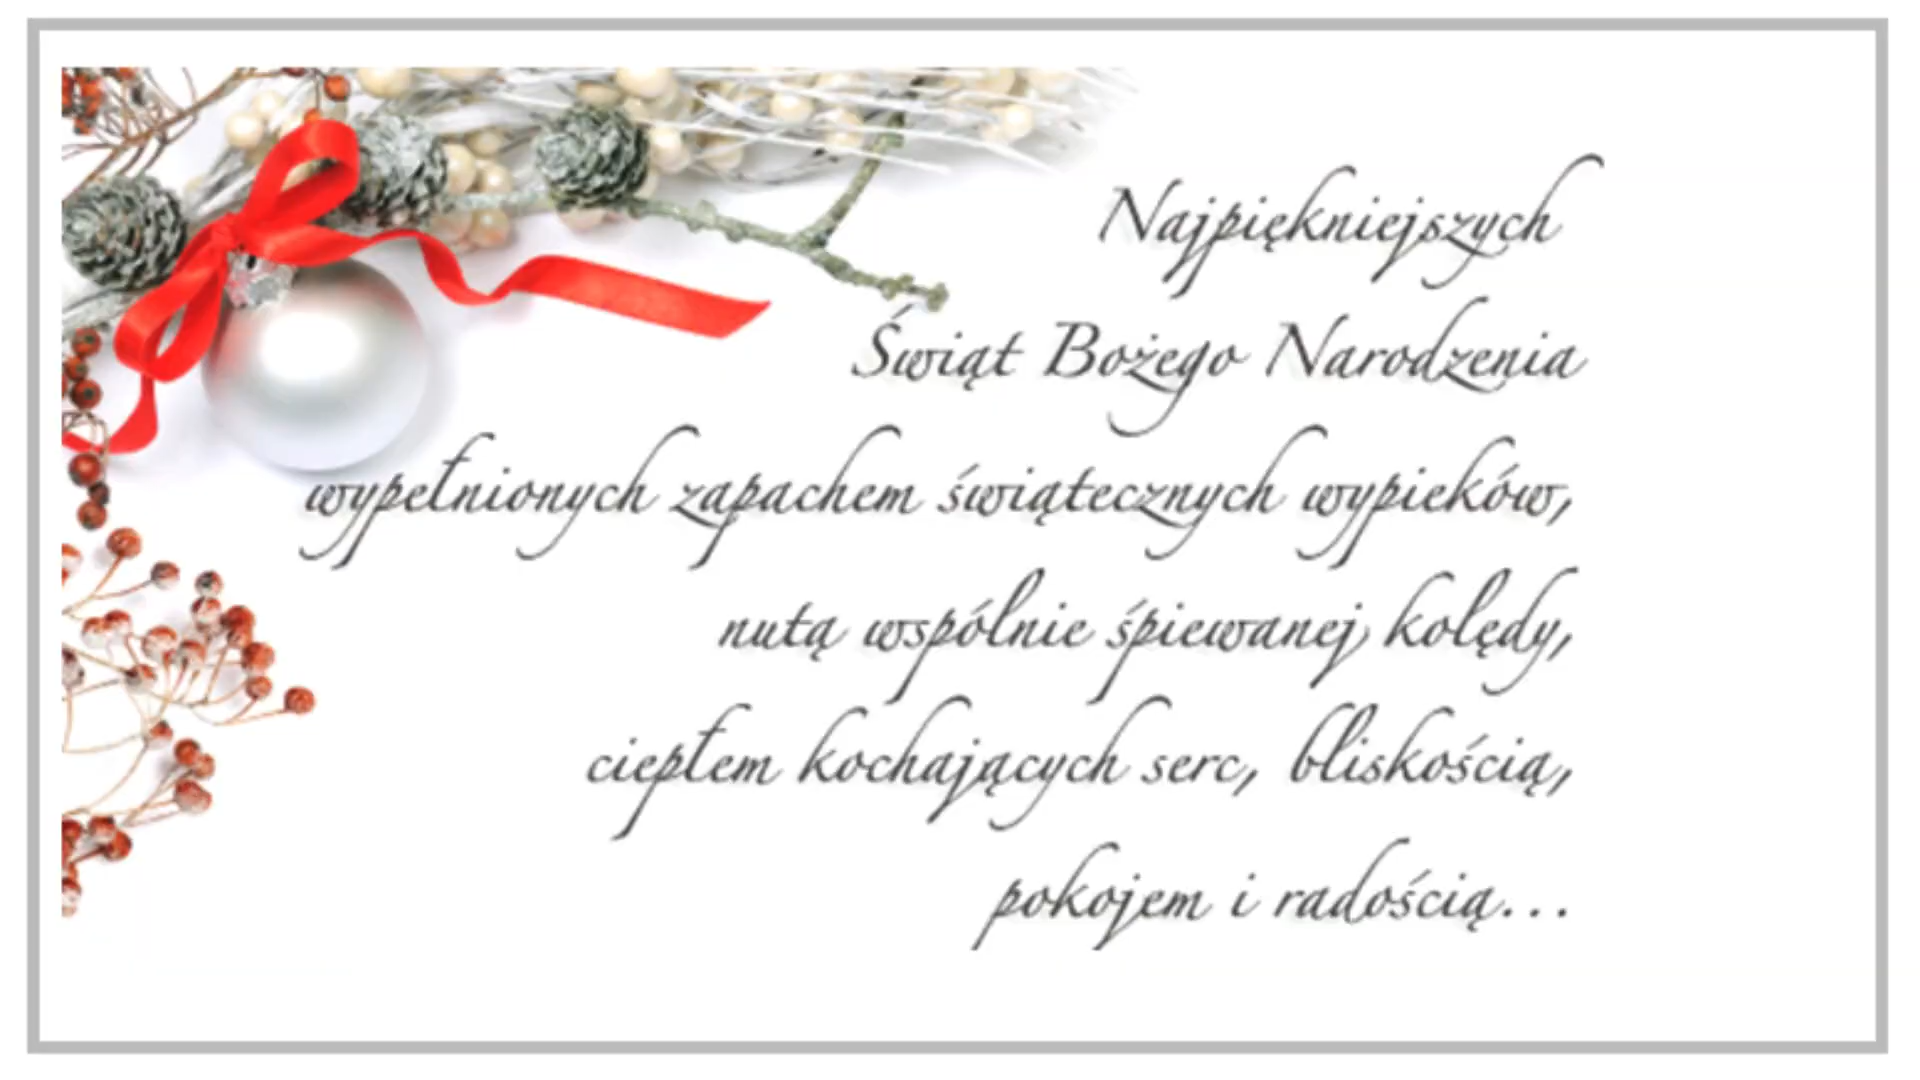 Najpiękniejszych
Świąt Bożego Narodzenia
wypełnionych zapachem świątecznych wypieków,
nutą wspólnie śpiewanej kolędy,
ciepłem kochających serc, bliskością,
pokojem i radością...